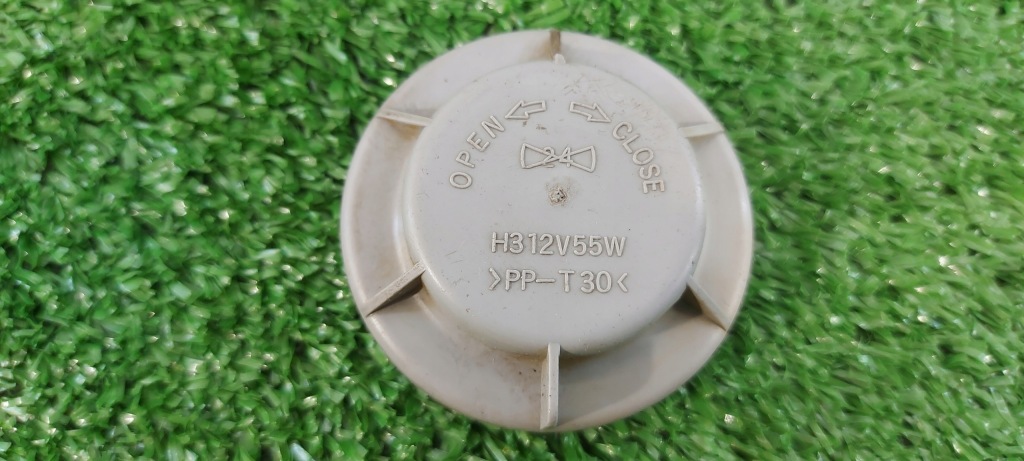 OPEN CLOSE
24
H312V55W
>PP-T30<